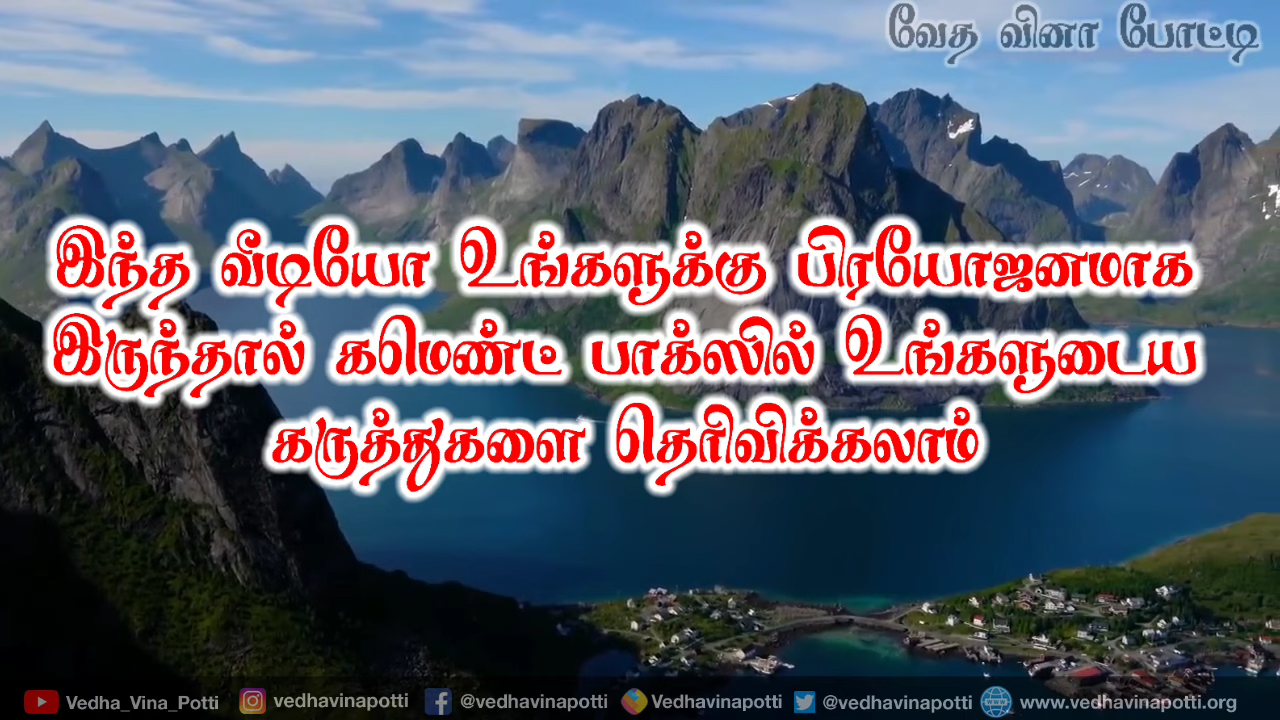 வேத வினா போட்டி
இந்த வீடியோ உங்களுக்கு பிரயோஜனமாக
இருந்தால் கமெண்ட் பாக்ஸில் உங்களுடைய
கருத்துகளை தெரிவிக்கலாம்
Vedha_Vina_Potti vedhavinapotti @vedhavinapotti Vedhavinapotti @vedhavinapotti www.vedhavinapotti.org